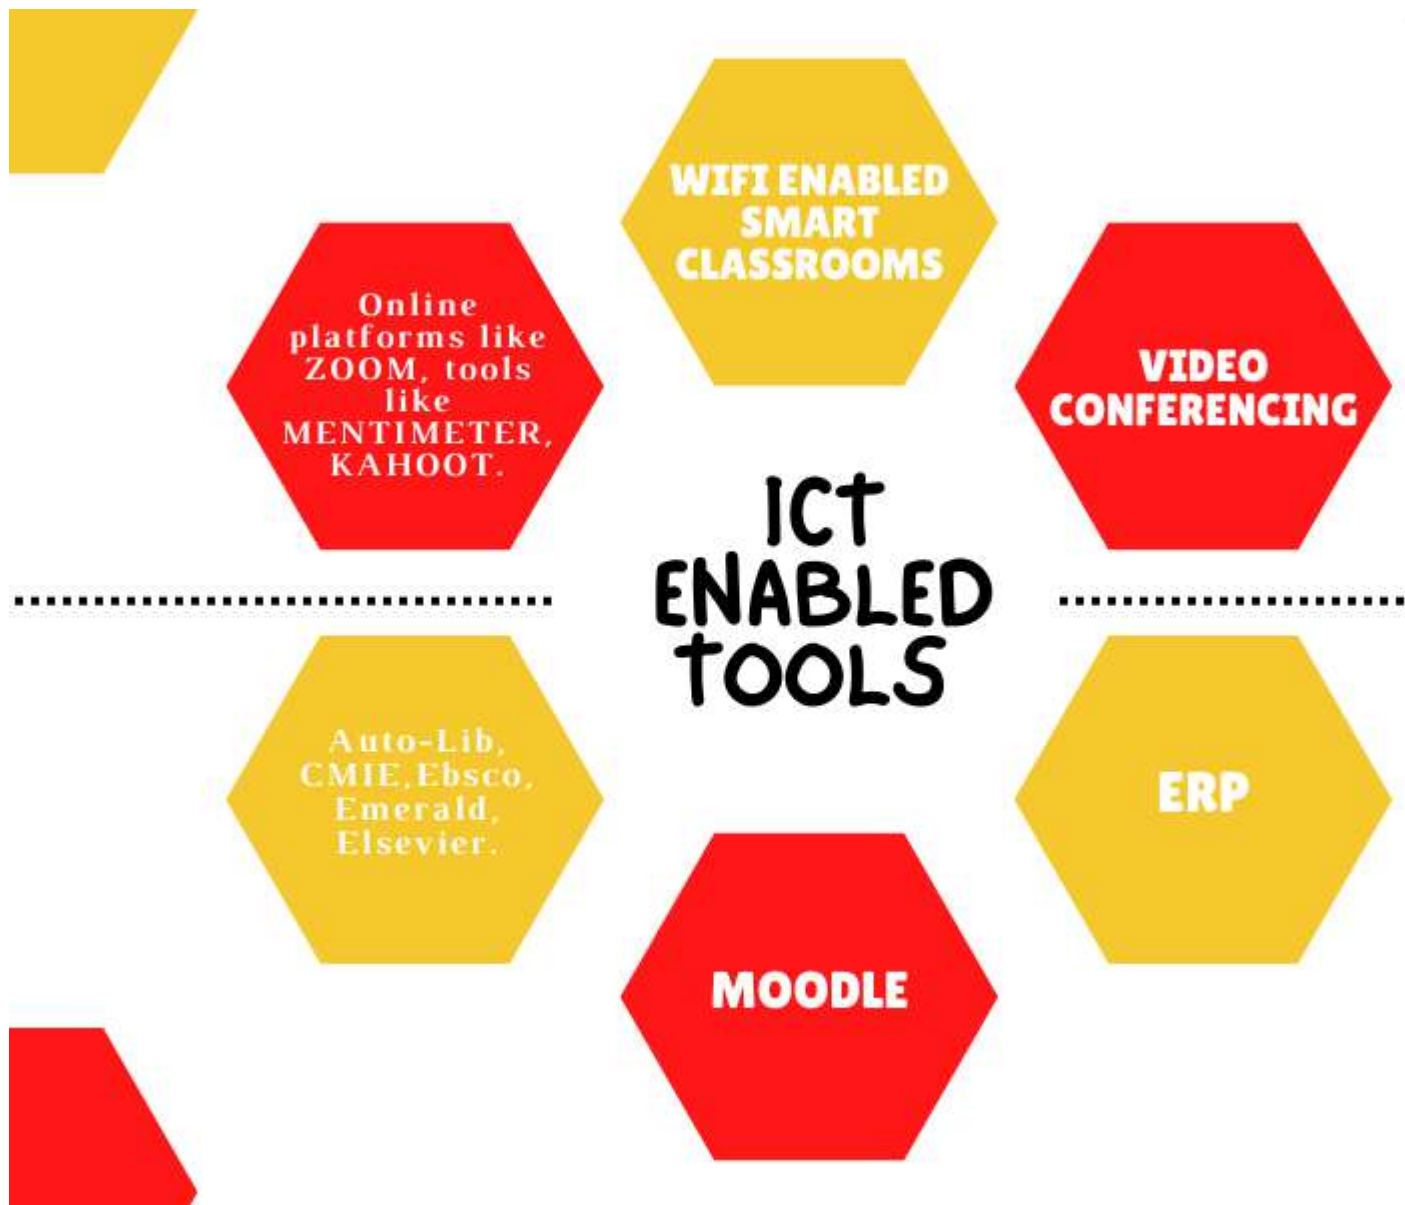 WIFI ENABLED
SMART
CLASSROOMS
Online
platforms like
ZOOM, tools
like
MENTIMETER,
KAHOOT.
VIDEO
CONFERENCING
ICT
ENABLED
TOOLS
Auto-Lib,
CMIE,Ebsco,
Emerald,
Elsevier.
ERP
MOODLE